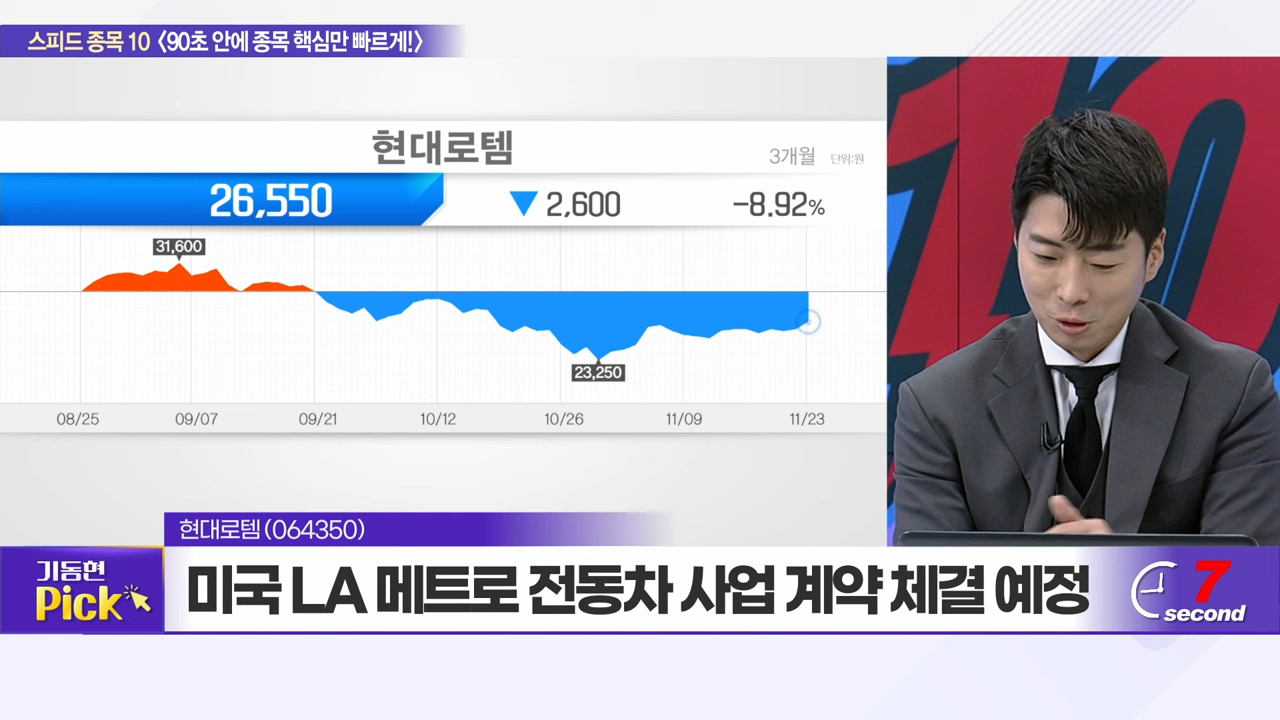 스피드 종목 10 〈90초 안에 종목 핵심만 빠르게!〉
현대로템
3개월 단위:원
26,550 ▼ 2,600 -8.92%
31,600
23,250
08/25 09/07 09/21 10/12 10/26 11/09 11/23
현대로템 (064350)
기동현
Pick
미국 LA 메트로 전동차 사업 계약 체결 예정
7
second